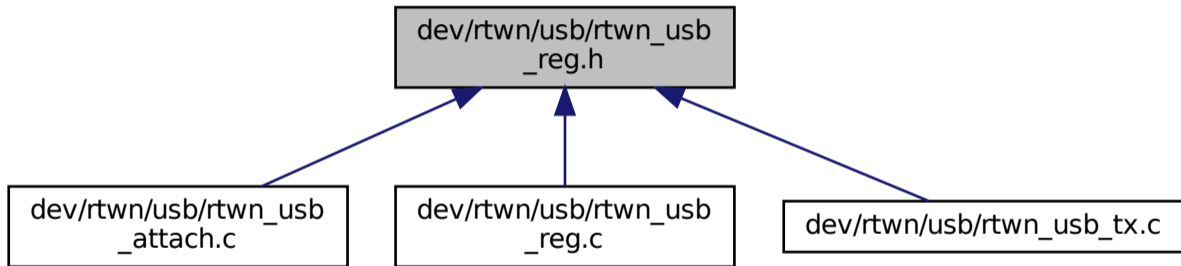 dev/rtwn/usb/rtwn_usb
_reg.h
dev/rtwn/usb/rtwn_usb
_attach.c
dev/rtwn/usb/rtwn_usb
_reg.c
dev/rtwn/usb/rtwn_usb_tx.c